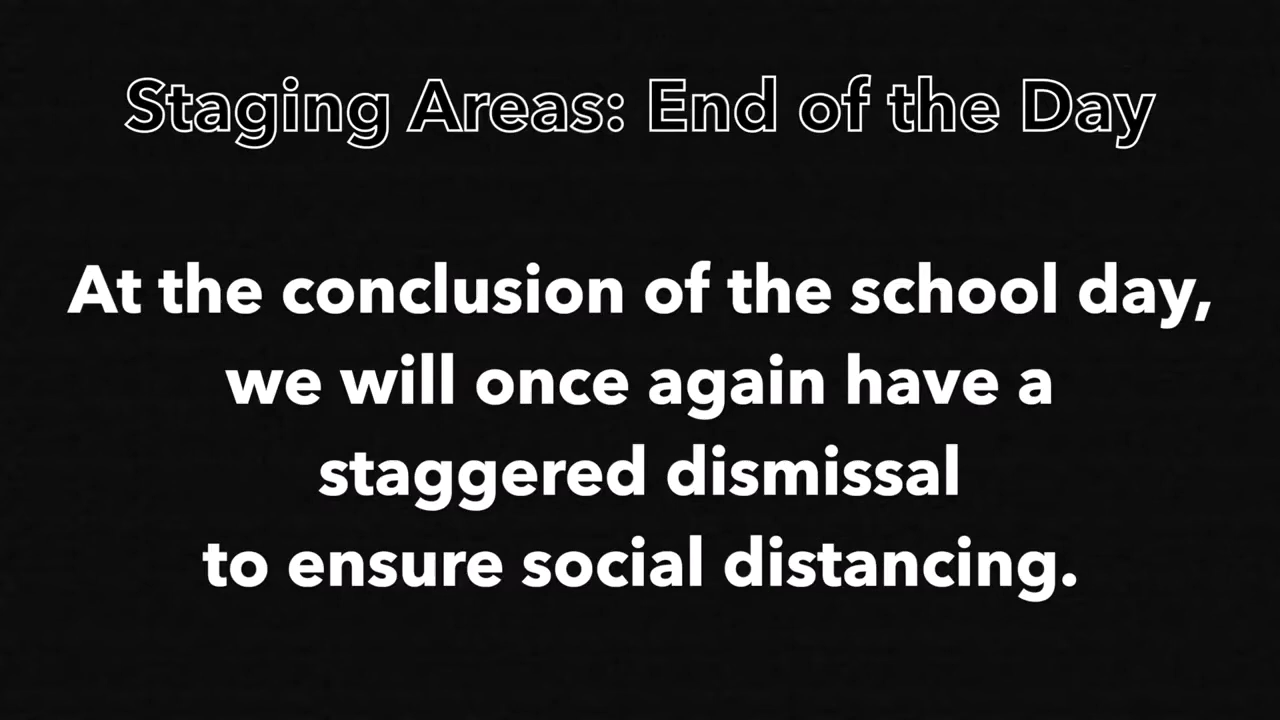 Staging Areas: End of the Day
At the conclusion of the school day,
we will once again have a
staggered dismissal
to ensure social distancing.